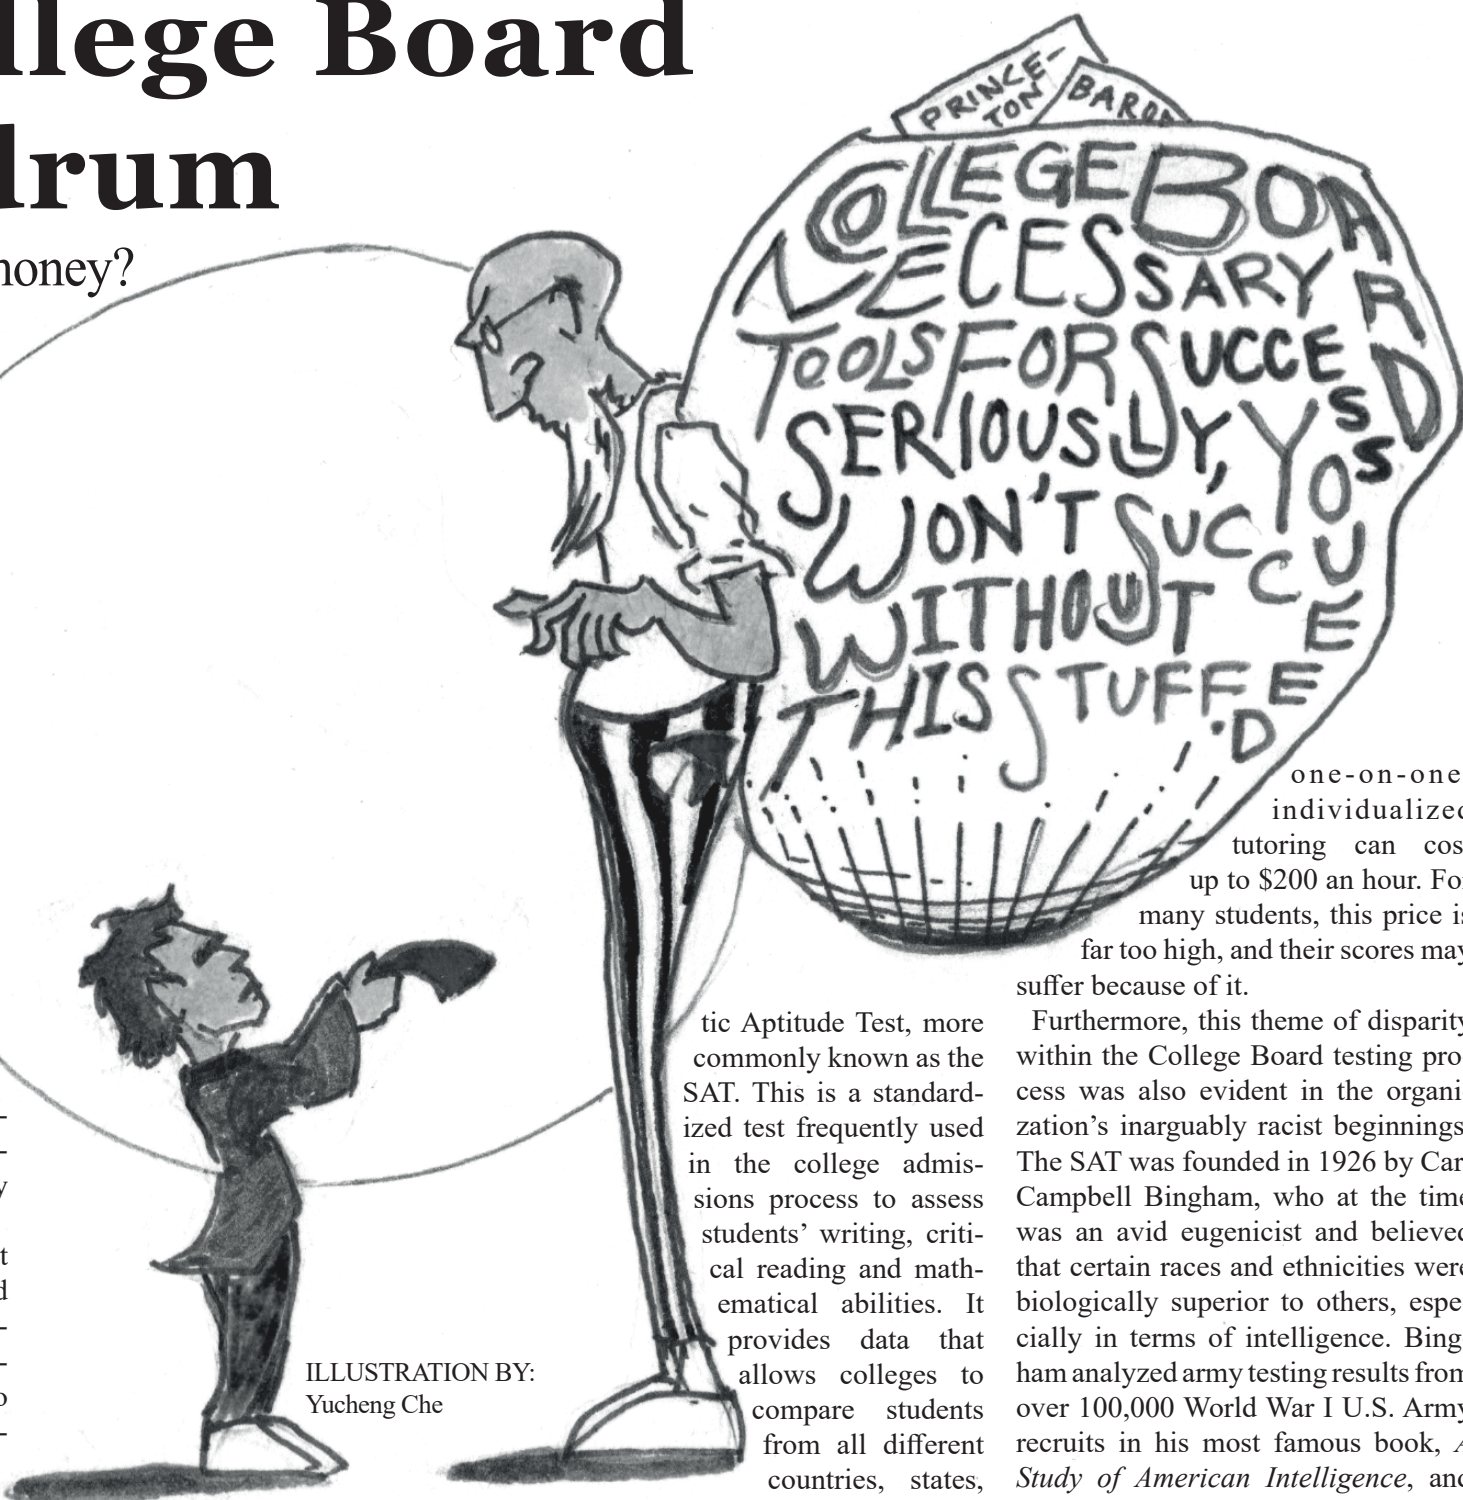 llege Board
drum
noney?
PRINCE-
TON
BARON
COLLEGE BOARD
NECESSARY
TOOLS FOR SUCCESS
SERIOUSLY, YOU
WON'T SUCCEED
WITHOUT
THIS STUFF.
ILLUSTRATION BY:
Yucheng Che
tic Aptitude Test, more
commonly known as the
SAT. This is a standard-
ized test frequently used
in the college admis-
sions process to assess
students’ writing, criti-
cal reading and math-
ematical abilities. It
provides data that
allows colleges to
compare students
from all different
countries, states,
one-on-one
individualized
tutoring can cos
up to $200 an hour. For
many students, this price is
far too high, and their scores may
suffer because of it.
Furthermore, this theme of disparity
within the College Board testing pro
cess was also evident in the organi
zation’s inarguably racist beginnings
The SAT was founded in 1926 by Car
Campbell Bingham, who at the time
was an avid eugenicist and believed
that certain races and ethnicities were
biologically superior to others, espe
cially in terms of intelligence. Bing
ham analyzed army testing results from
over 100,000 World War I U.S. Army
recruits in his most famous book, A
Study of American Intelligence, and